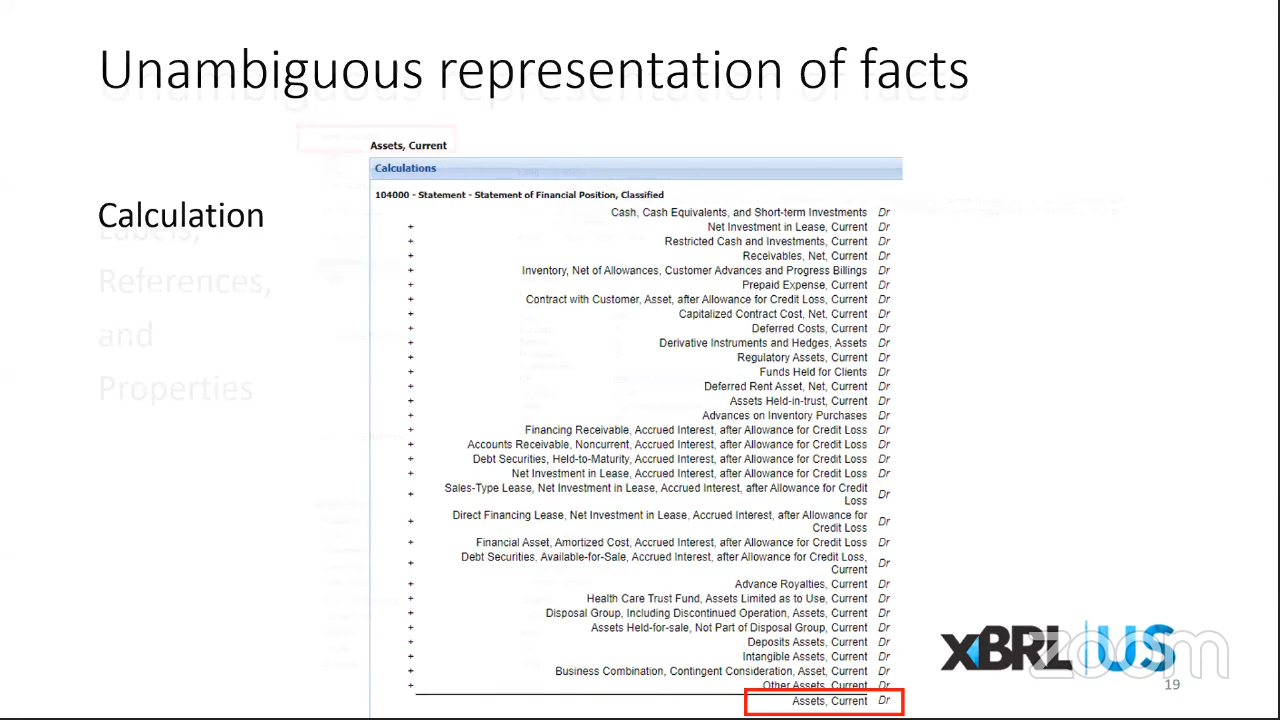 Unambiguous representation of facts
Assets, Current
Calculations
104000 - Statement - Statement of Financial Position, Classified
Calculation
Labels,
References,
and
Properties
Cash, Cash Equivalents, and Short-term Investments Dr
+ Net Investment in Lease, Current Dr
+ Restricted Cash and Investments, Current Dr
+ Receivables, Net, Current Dr
+ Inventory, Net of Allowances, Customer Advances and Progress Billings Dr
+ Prepaid Expense, Current Dr
+ Contract with Customer, Asset, after Allowance for Credit Loss, Current Dr
+ Capitalized Contract Cost, Net, Current Dr
+ Deferred Costs, Current Dr
+ Derivative Instruments and Hedges, Assets Dr
+ Regulatory Assets, Current Dr
+ Funds Held for Clients Dr
+ Deferred Rent Asset, Net, Current Dr
+ Assets Held-in-trust, Current Dr
+ Advances on Inventory Purchases Dr
+ Financing Receivable, Accrued Interest, after Allowance for Credit Loss Dr
+ Accounts Receivable, Noncurrent, Accrued Interest, after Allowance for Credit Loss Dr
+ Debt Securities, Held-to-Maturity, Accrued Interest, after Allowance for Credit Loss Dr
+ Net Investment in Lease, Accrued Interest, after Allowance for Credit Loss Dr
+ Sales-Type Lease, Net Investment in Lease, Accrued Interest, after Allowance for Credit
Loss Dr
+ Direct Financing Lease, Net Investment in Lease, Accrued Interest, after Allowance for
Credit Loss Dr
+ Financial Asset, Amortized Cost, Accrued Interest, after Allowance for Credit Loss Dr
+ Debt Securities, Available-for-Sale, Accrued Interest, after Allowance for Credit Loss,
Current Dr
+ Advance Royalties, Current Dr
+ Health Care Trust Fund, Assets Limited as to Use, Current Dr
+ Disposal Group, Including Discontinued Operation, Assets, Current Dr
+ Assets Held-for-sale, Not Part of Disposal Group, Current Dr
+ Deposits Assets, Current Dr
+ Intangible Assets, Current Dr
+ Business Combination, Contingent Consideration, Asset, Current Dr
+ Other Assets, Current Dr
Assets, Current Dr
XBRL US
zoom
19